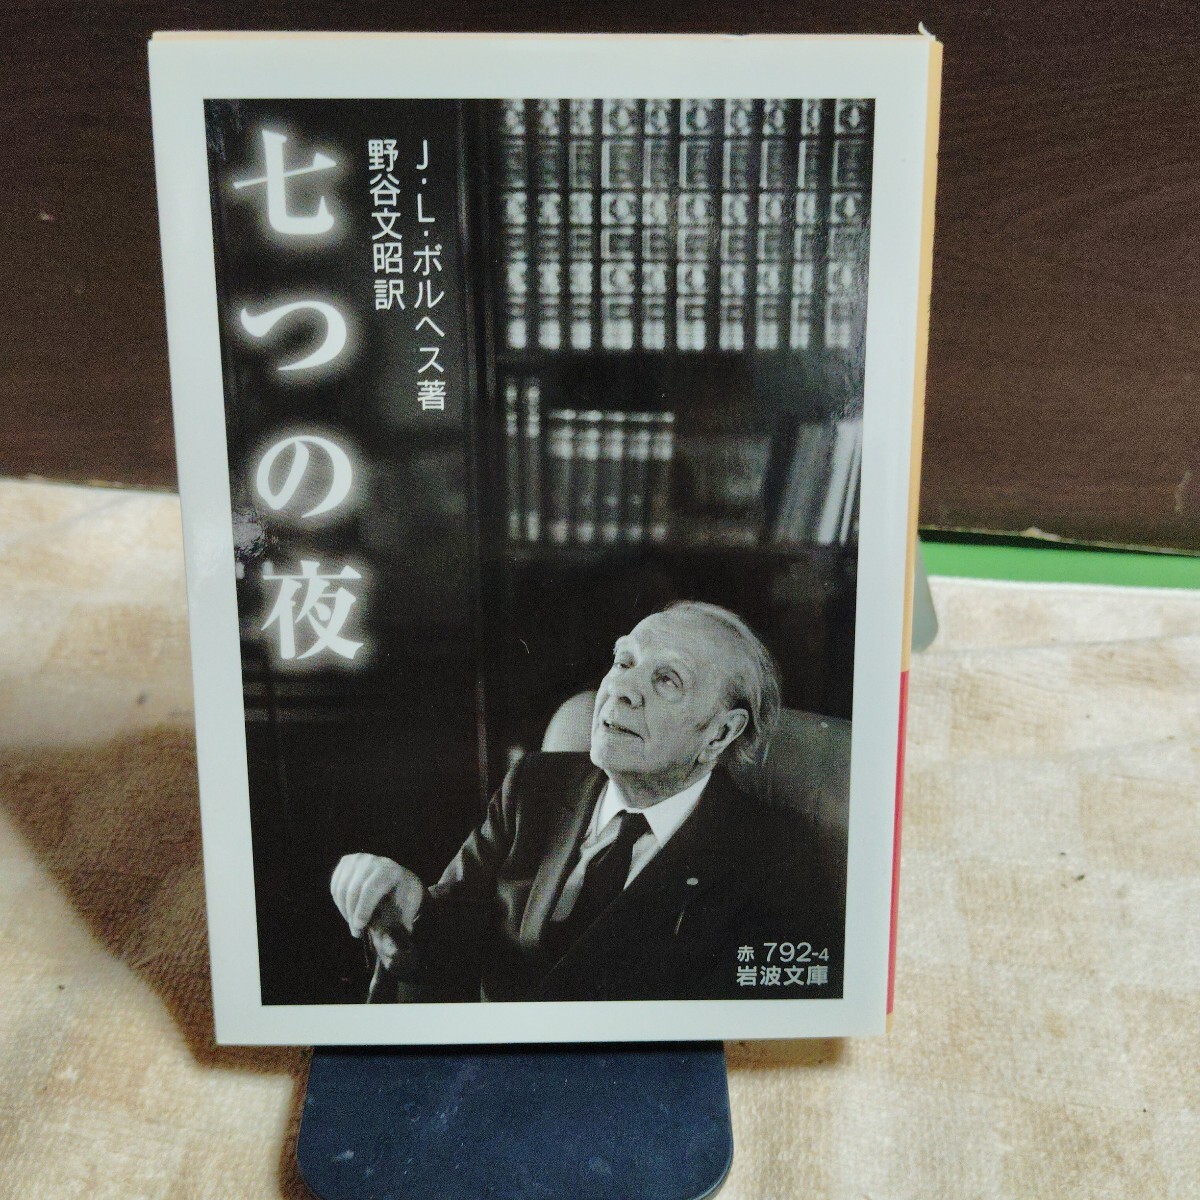 七つの夜
J・L・ボルヘス著
野谷文昭訳
赤 792-4
岩波文庫